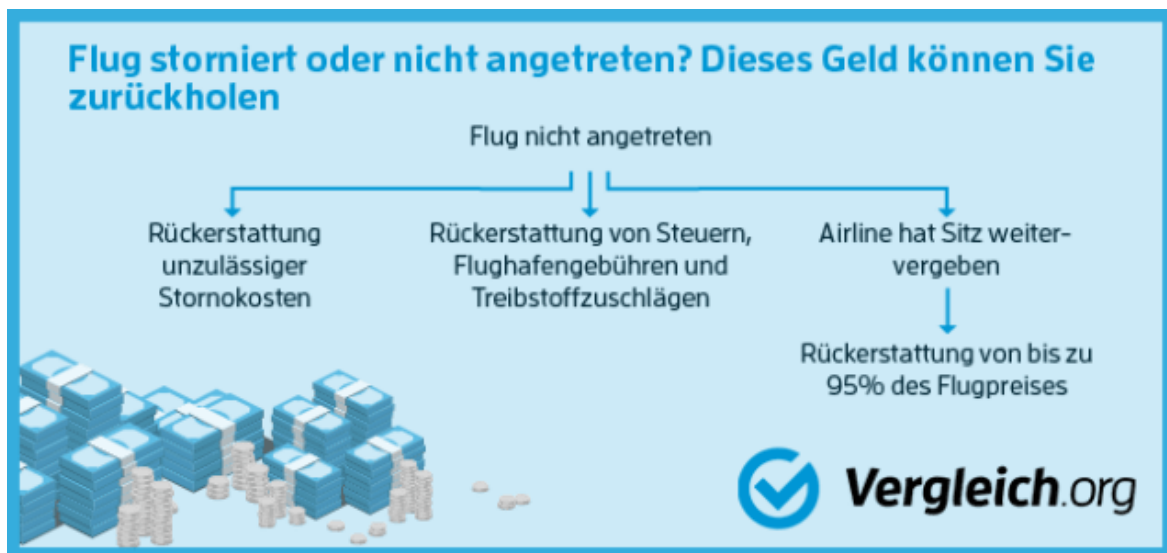 Flug storniert oder nicht angetreten? Dieses Geld können Sie
zurückholen
Flug nicht angetreten
Rückerstattung
unzulässiger
Stornokosten
Rückerstattung von Steuern,
Flughafengebühren und
Treibstoffzuschlägen
Airline hat Sitz weiter-
vergeben
Rückerstattung von bis zu
95% des Flugpreises
Vergleich.org